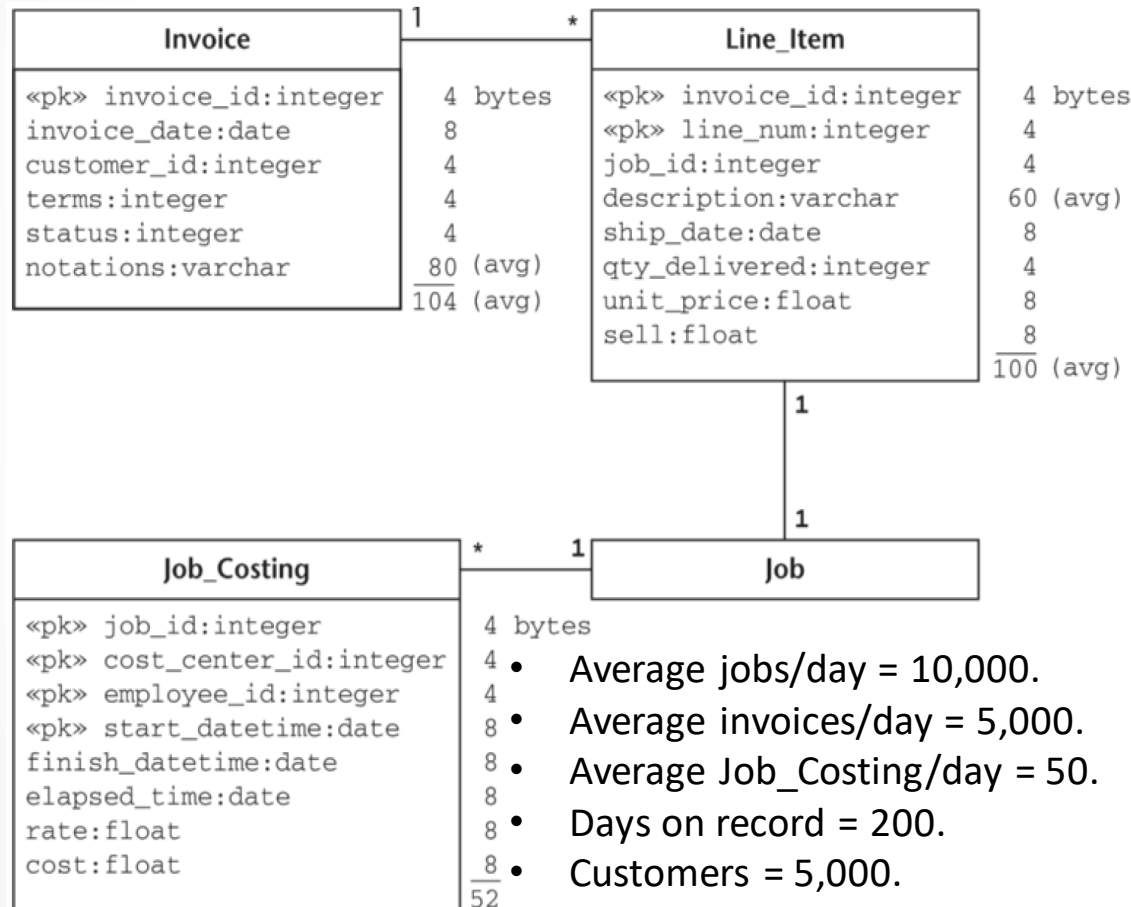 1 *
Invoice
«pk» invoice_id:integer 4 bytes
invoice_date:date 8
customer_id:integer 4
terms:integer 4
status:integer 4
notations:varchar 80 (avg)
104 (avg)
Line_Item
«pk» invoice_id:integer 4 bytes
«pk» line_num:integer 4
job_id:integer 4
description:varchar 60 (avg)
ship_date:date 8
qty_delivered:integer 4
unit_price:float 8
sell:float 8
100 (avg)
1
1
* 1
Job_Costing
«pk» job_id:integer 4 bytes
«pk» cost_center_id:integer 4
«pk» employee_id:integer 4
«pk» start_datetime:date 8
finish_datetime:date 8
elapsed_time:date 8
rate:float 8
cost:float 8
52
Job
• Average jobs/day = 10,000.
• Average invoices/day = 5,000.
• Average Job_Costing/day = 50.
• Days on record = 200.
• Customers = 5,000.